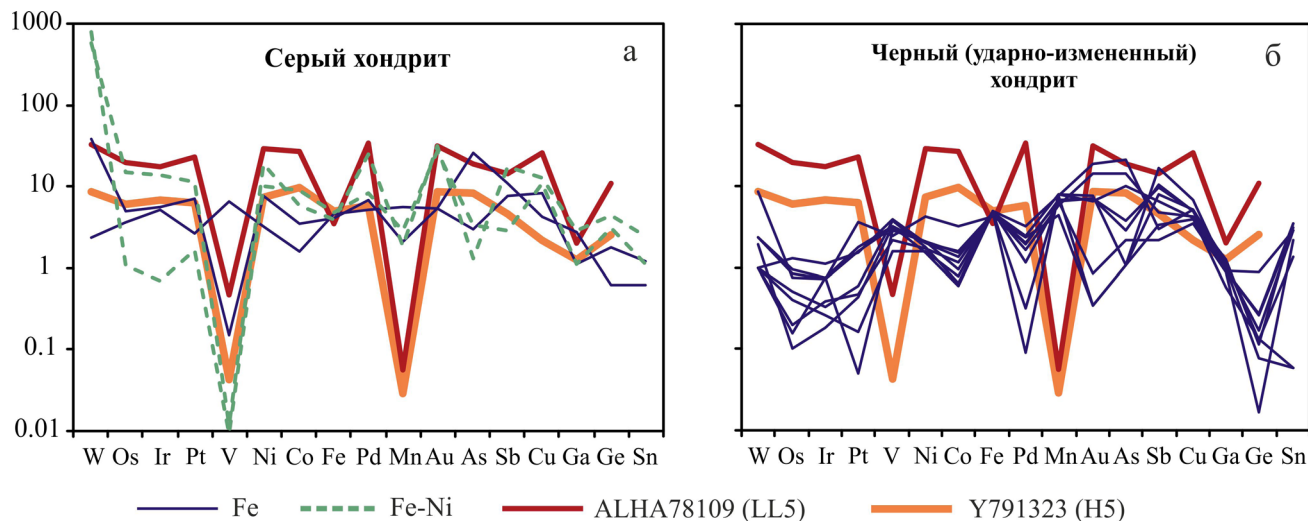 1000
100
10
1
0.1
0.01
Серый хондрит
а
Черный (ударно-измененный)
хондрит
б
W Os Ir Pt V Ni Co Fe Pd Mn Au As Sb Cu Ga Ge Sn
W Os Ir Pt V Ni Co Fe Pd Mn Au As Sb Cu Ga Ge Sn
Fe Fe-Ni ALHA78109 (LL5) Y791323 (H5)